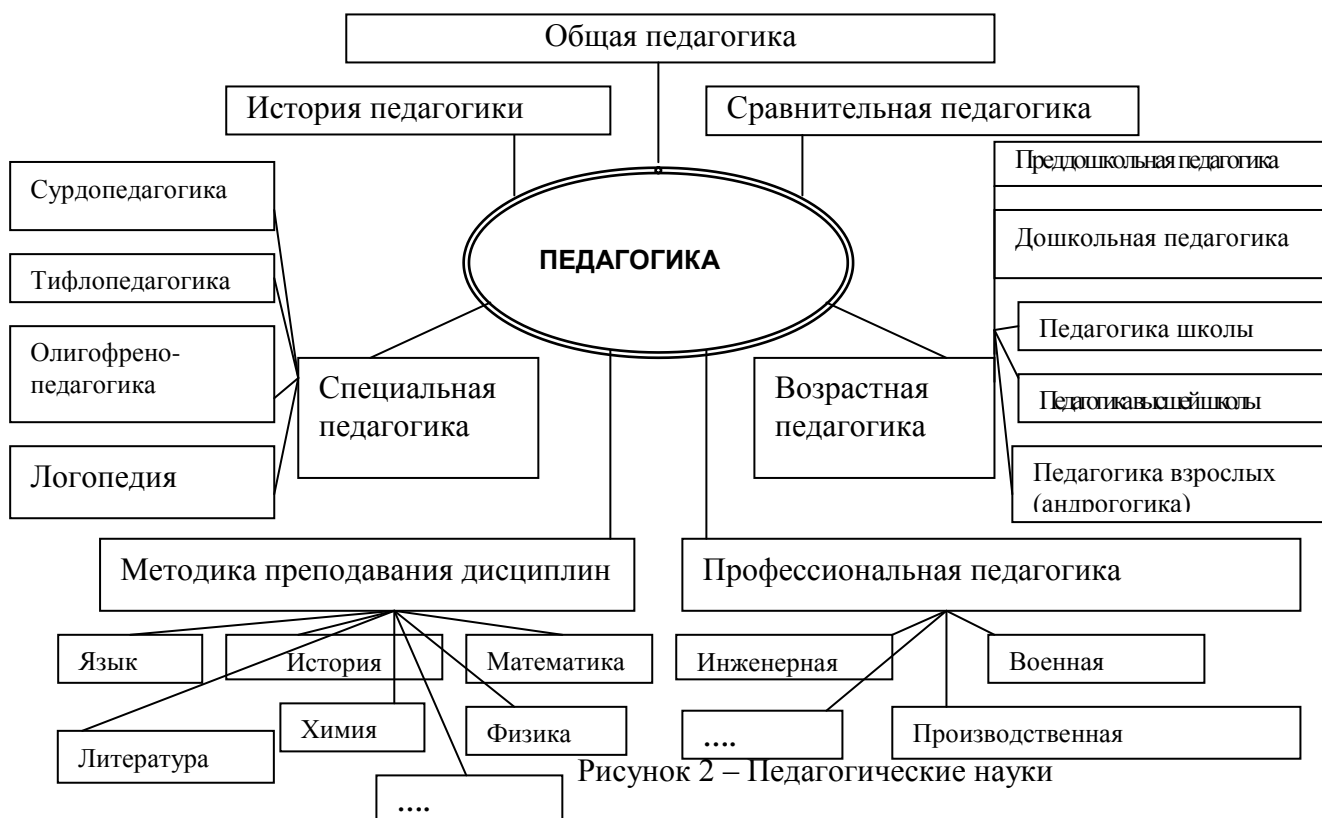 Общая педагогика
История педагогики
Сравнительная педагогика
Преддошкольная педагогика
Сурдопедагогика
Дошкольная педагогика
ПЕДАГОГИКА
Тифлопедагогика
Педагогика школы
Олигофрено-
педагогика
Специальная
педагогика
Возрастная
педагогика
Педагогика высшей школы
Логопедия
Педагогика взрослых
(андрогогика)
Методика преподавания дисциплин
Профессиональная педагогика
Язык
История
Математика
Инженерная
Военная
Химия
Физика
....
Производственная
Литература
Рисунок 2 – Педагогические науки
....